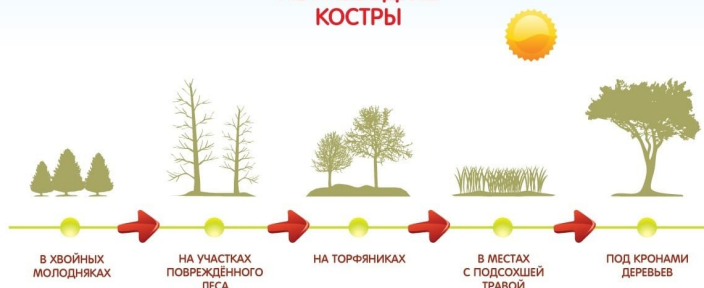 КОСТРЫ
В ХВОЙНЫХ
МОЛОДНЯКАХ
НА УЧАСТКАХ
ПОВРЕЖДЁННОГО
ЛЕСА
НА ТОРФЯНИКАХ
В МЕСТАХ
С ПОДСОХШЕЙ
ТРАВОЙ
ПОД КРОНАМИ
ДЕРЕВЬЕВ